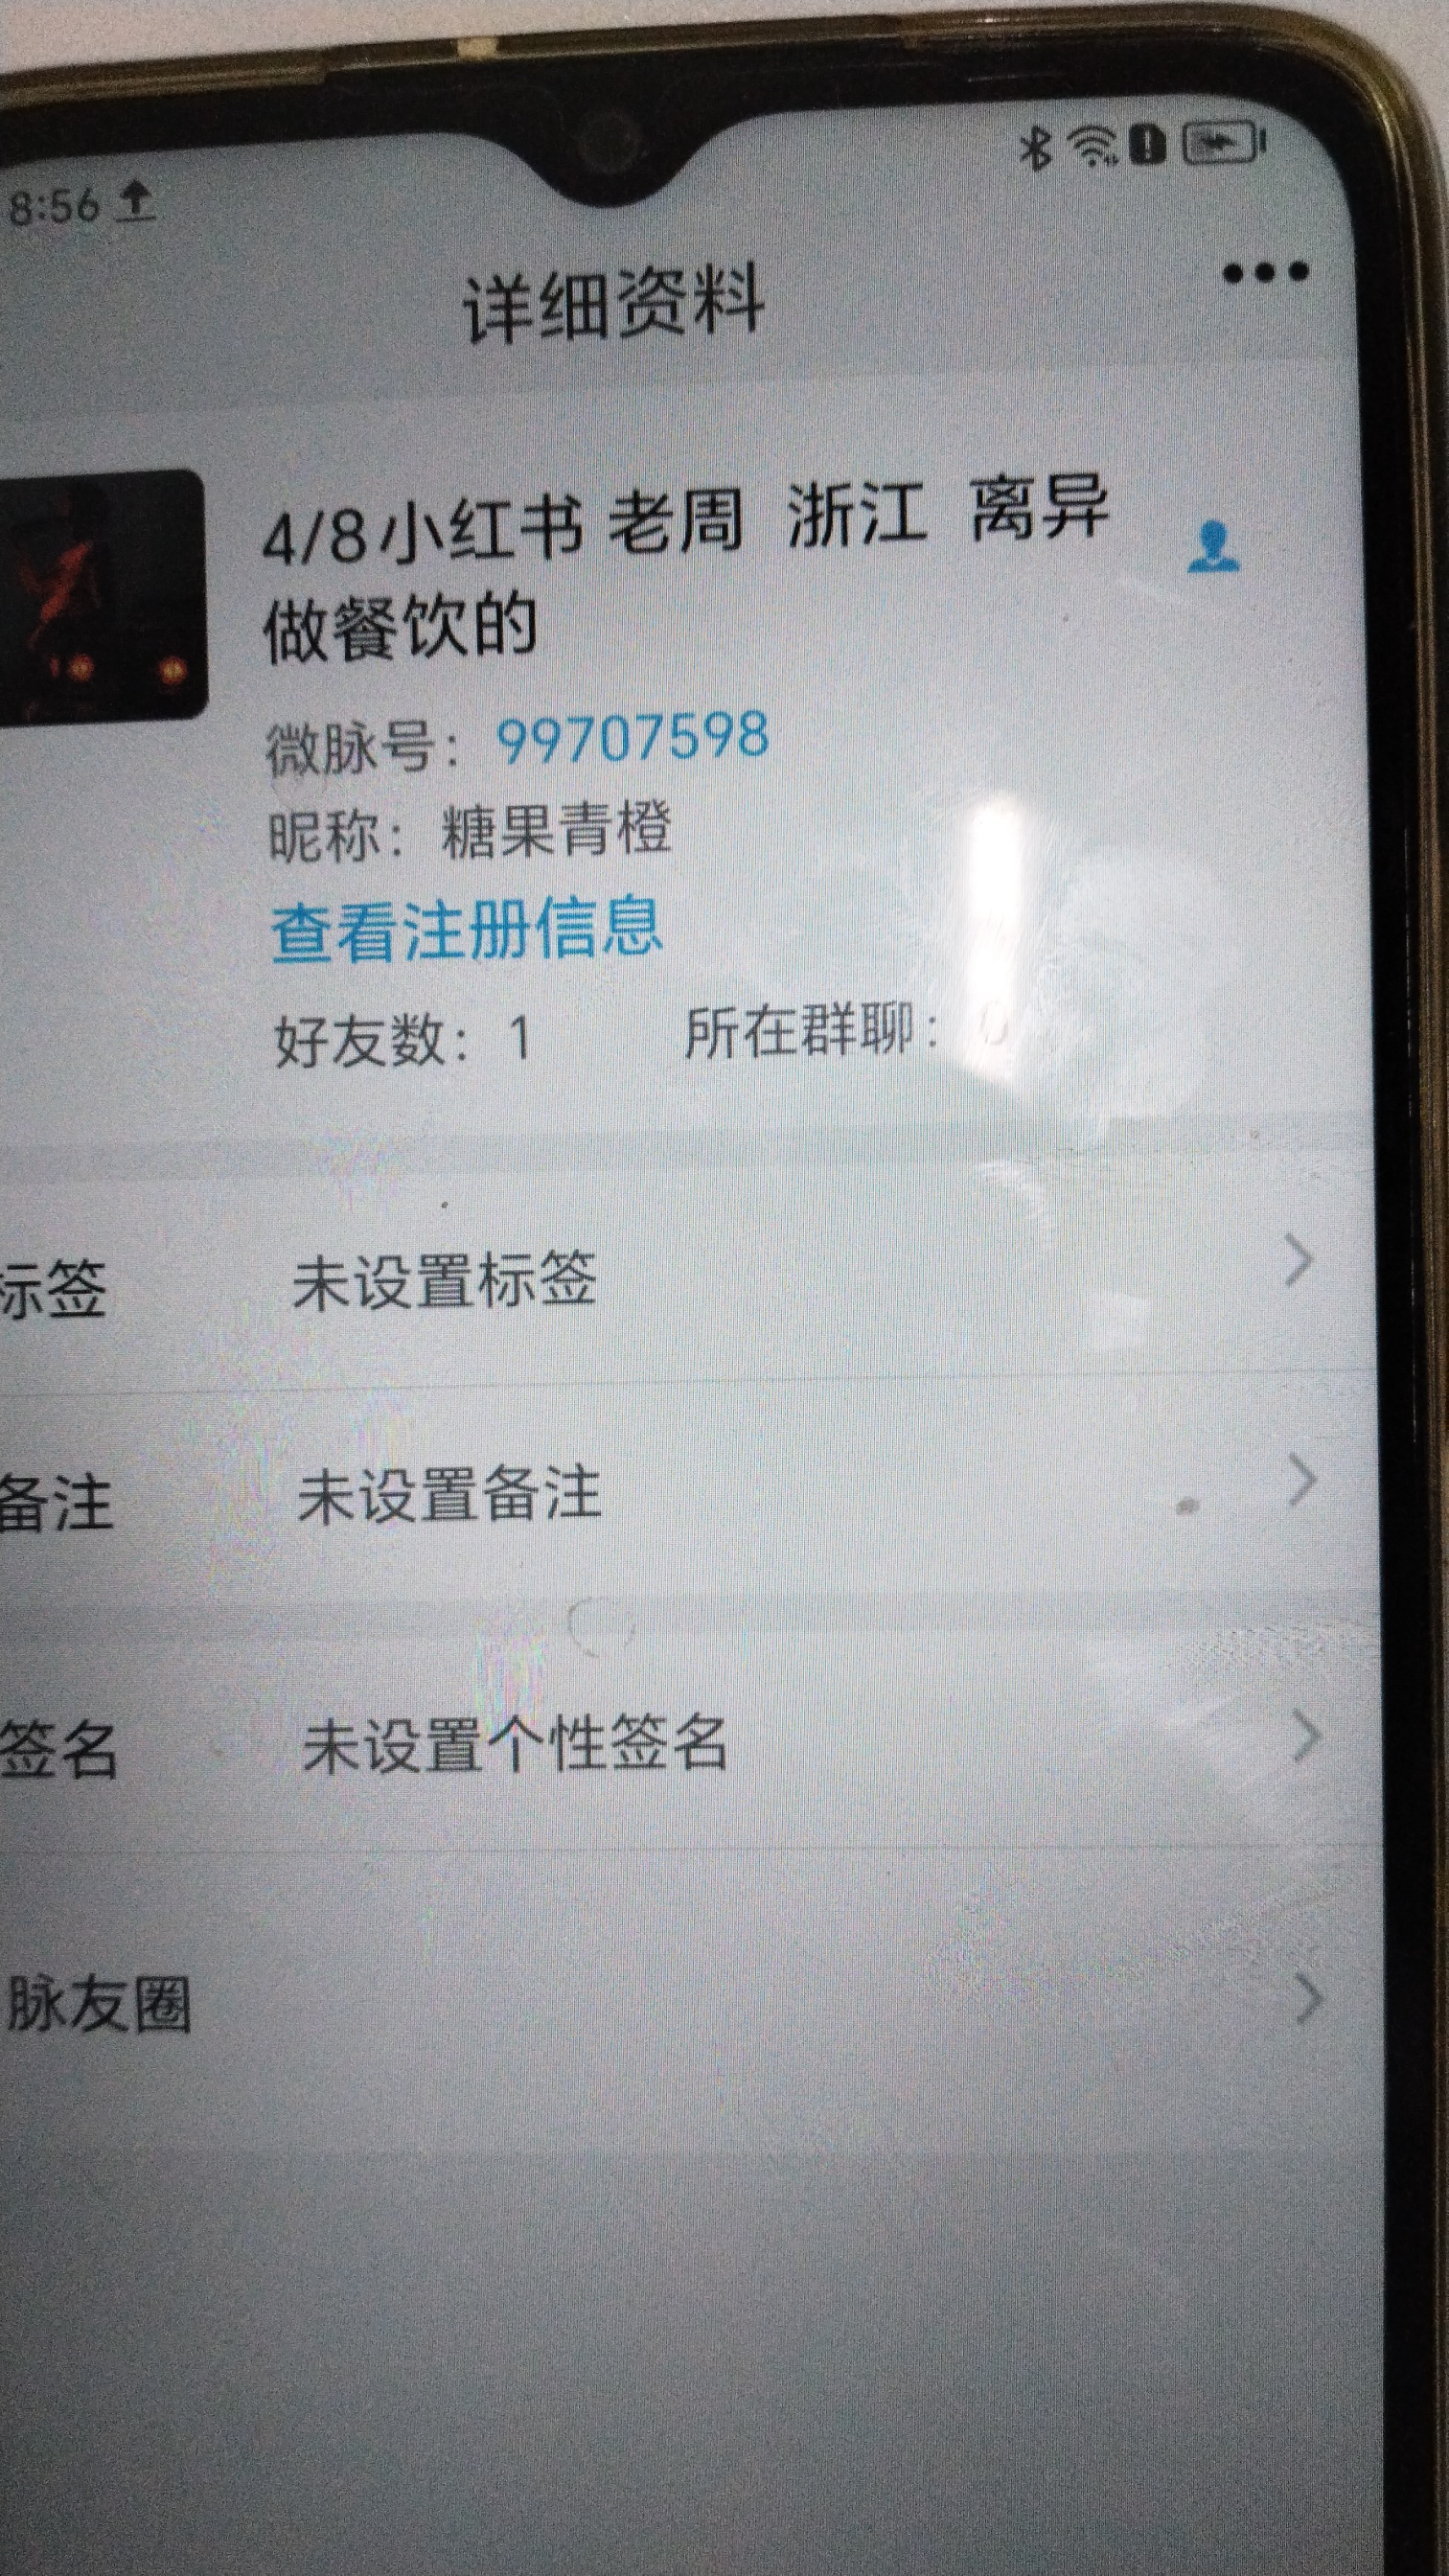 8:56
详细资料
4/8小红书 老周 浙江 离异
做餐饮的
微脉号：99707598
昵称：糖果青橙
查看注册信息
好友数：1 所在群聊：0
标签 未设置标签
备注 未设置备注
签名 未设置个性签名
脉友圈